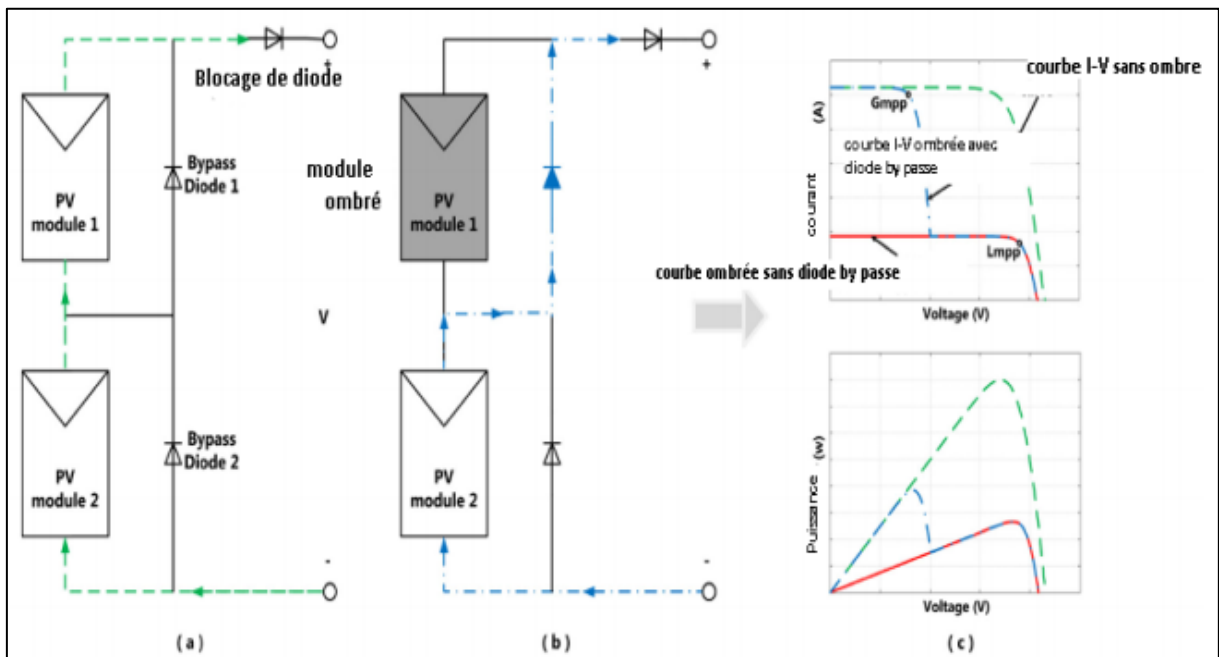 +
Blocage de diode
Bypass
Diode 1
PV
module 1
Bypass
Diode 2
PV
module 2
-
(a)
V
+
module
ombré
PV
module 1
PV
module 2
-
(b)
courbe I-V sans ombre
Gmpp
courbe I-V ombrée avec
diode by passe
Lmpp
courbe ombrée sans diode by passe
courant
(A)
Voltage (V)
Puissance (w)
Voltage (V)
(c)